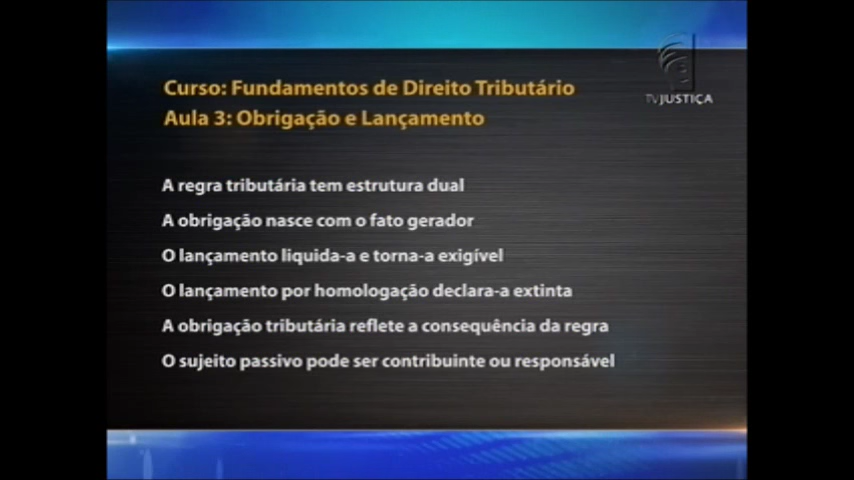 Curso: Fundamentos de Direito Tributário
Aula 3: Obrigação e Lançamento
TV JUSTIÇA
A regra tributária tem estrutura dual
A obrigação nasce com o fato gerador
O lançamento liquida-a e torna-a exigível
O lançamento por homologação declara-a extinta
A obrigação tributária reflete a consequência da regra
O sujeito passivo pode ser contribuinte ou responsável